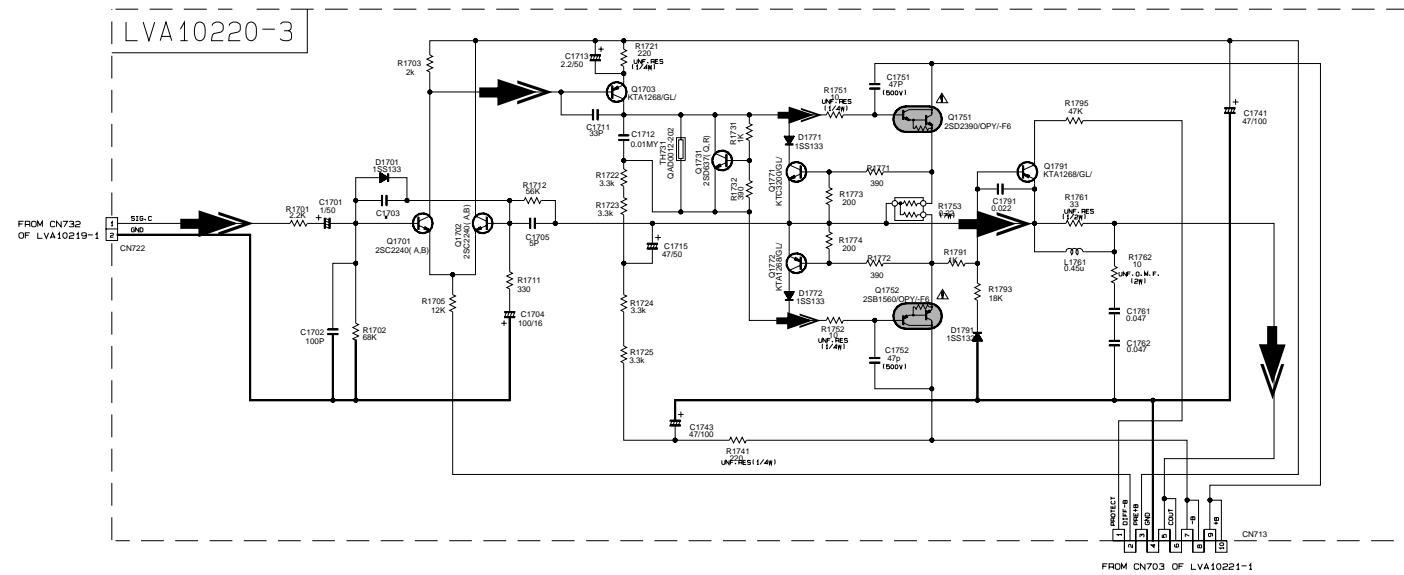 LVA10220-3
FROM CN732
OF LVA10219-1
1
2
SIG.C
GND
CN722
R1701
2.2K
C1701
1/50
D1701
1SS133
C1703
Q1701
2SC2240( A,B)
Q1702
2SC2240( A,B)
C1702
100P
R1702
68K
R1703
2k
R1705
12K
R1712
56K
C1705
5P
R1711
330
C1704
100/16
C1713
2.2/50
R1721
220
UNF.RES
(1/4W)
Q1703
KTA1268/GL/
C1711
33P
C1712
0.01MY
R1722
3.3k
R1723
3.3k
C1715
47/50
R1724
3.3k
R1725
3.3k
TH731
QAD0012-202
Q1731
2SD637( Q,R)
R1731
1K
R1732
390
C1743
47/100
R1741
220
UNF.RES(1/4W)
D1771
1SS133
Q1771
KTC3200/GL/
Q1772
KTA1268/GL/
D1772
1SS133
R1751
10
UNF.RES
(1/4W)
C1751
47P
(500V)
Q1751
2SD2390/OPY/-F6
R1771
390
R1773
200
R1774
200
R1772
390
R1753
Q1752
2SB1560/OPY/-F6
R1752
10
UNF.RES
(1/4W)
C1752
47p
(500V)
R1791
1K
R1793
18K
D1791
1SS133
R1795
47K
Q1791
KTA1268/GL/
C1791
0.022
R1761
33
UNF.RES
(1/2W)
L1761
0.45u
R1762
10
UNF.O.M.F.
(2W)
C1761
0.047
C1762
0.047
C1741
47/100
PROTECT
DIFF-B
PRE+B
GND
COUT
-B
+B
1
2
3
4
5
6
7
8
9
10
CN713
FROM CN703 OF LVA10221-1